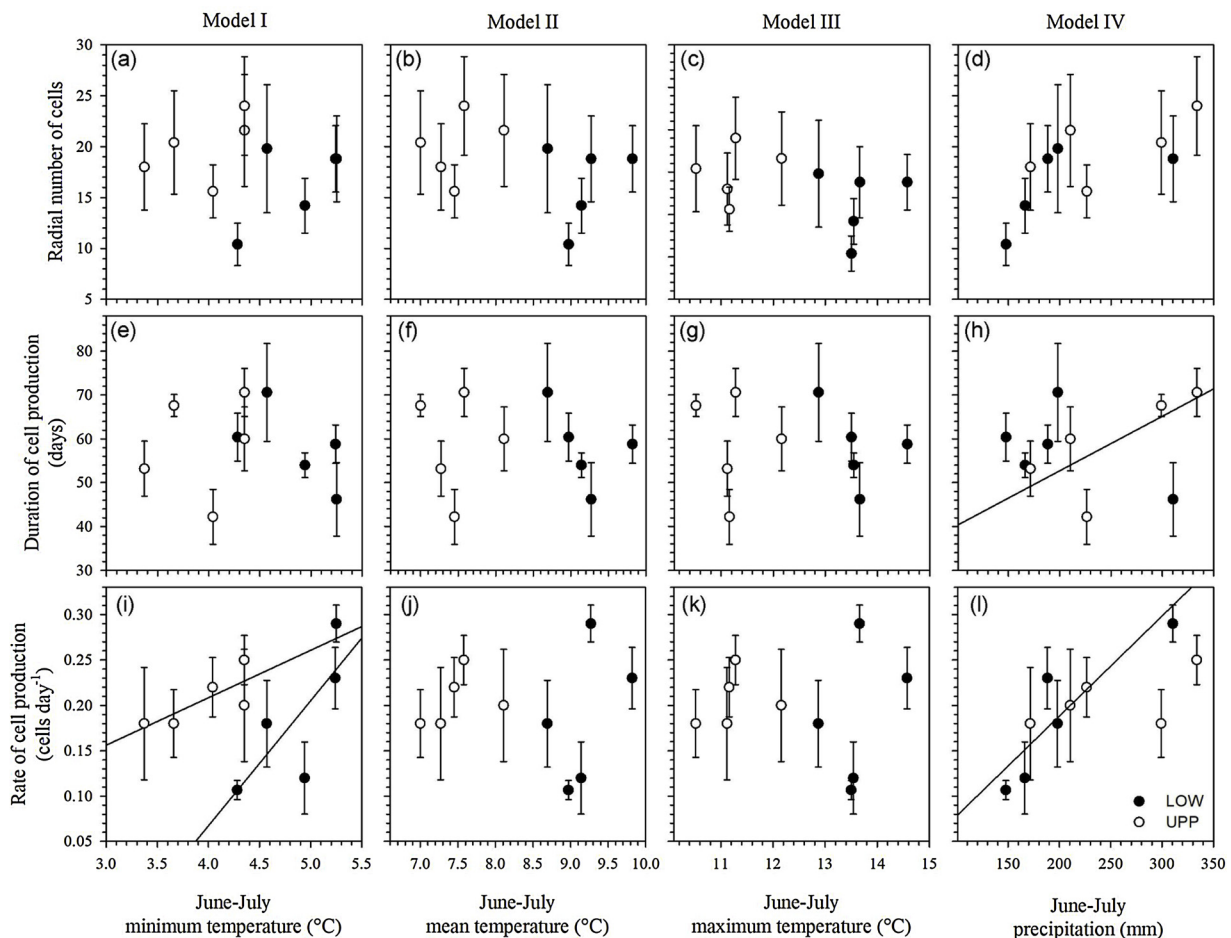 Model I
Model II
Model III
Model IV
Radial number of cells
30
25
20
15
10
5
(a)
(b)
(c)
(d)
Duration of cell production
(days)
80
70
60
50
40
30
(e)
(f)
(g)
(h)
Rate of cell production
(cells day-1)
0.30
0.25
0.20
0.15
0.10
0.05
(i)
(j)
(k)
(l)
LOW
UPP
3.0 3.5 4.0 4.5 5.0 5.5
7.0 7.5 8.0 8.5 9.0 9.5 10.0
11 12 13 14 15
150 200 250 300 350
June-July
minimum temperature (°C)
June-July
mean temperature (°C)
June-July
maximum temperature (°C)
June-July
precipitation (mm)